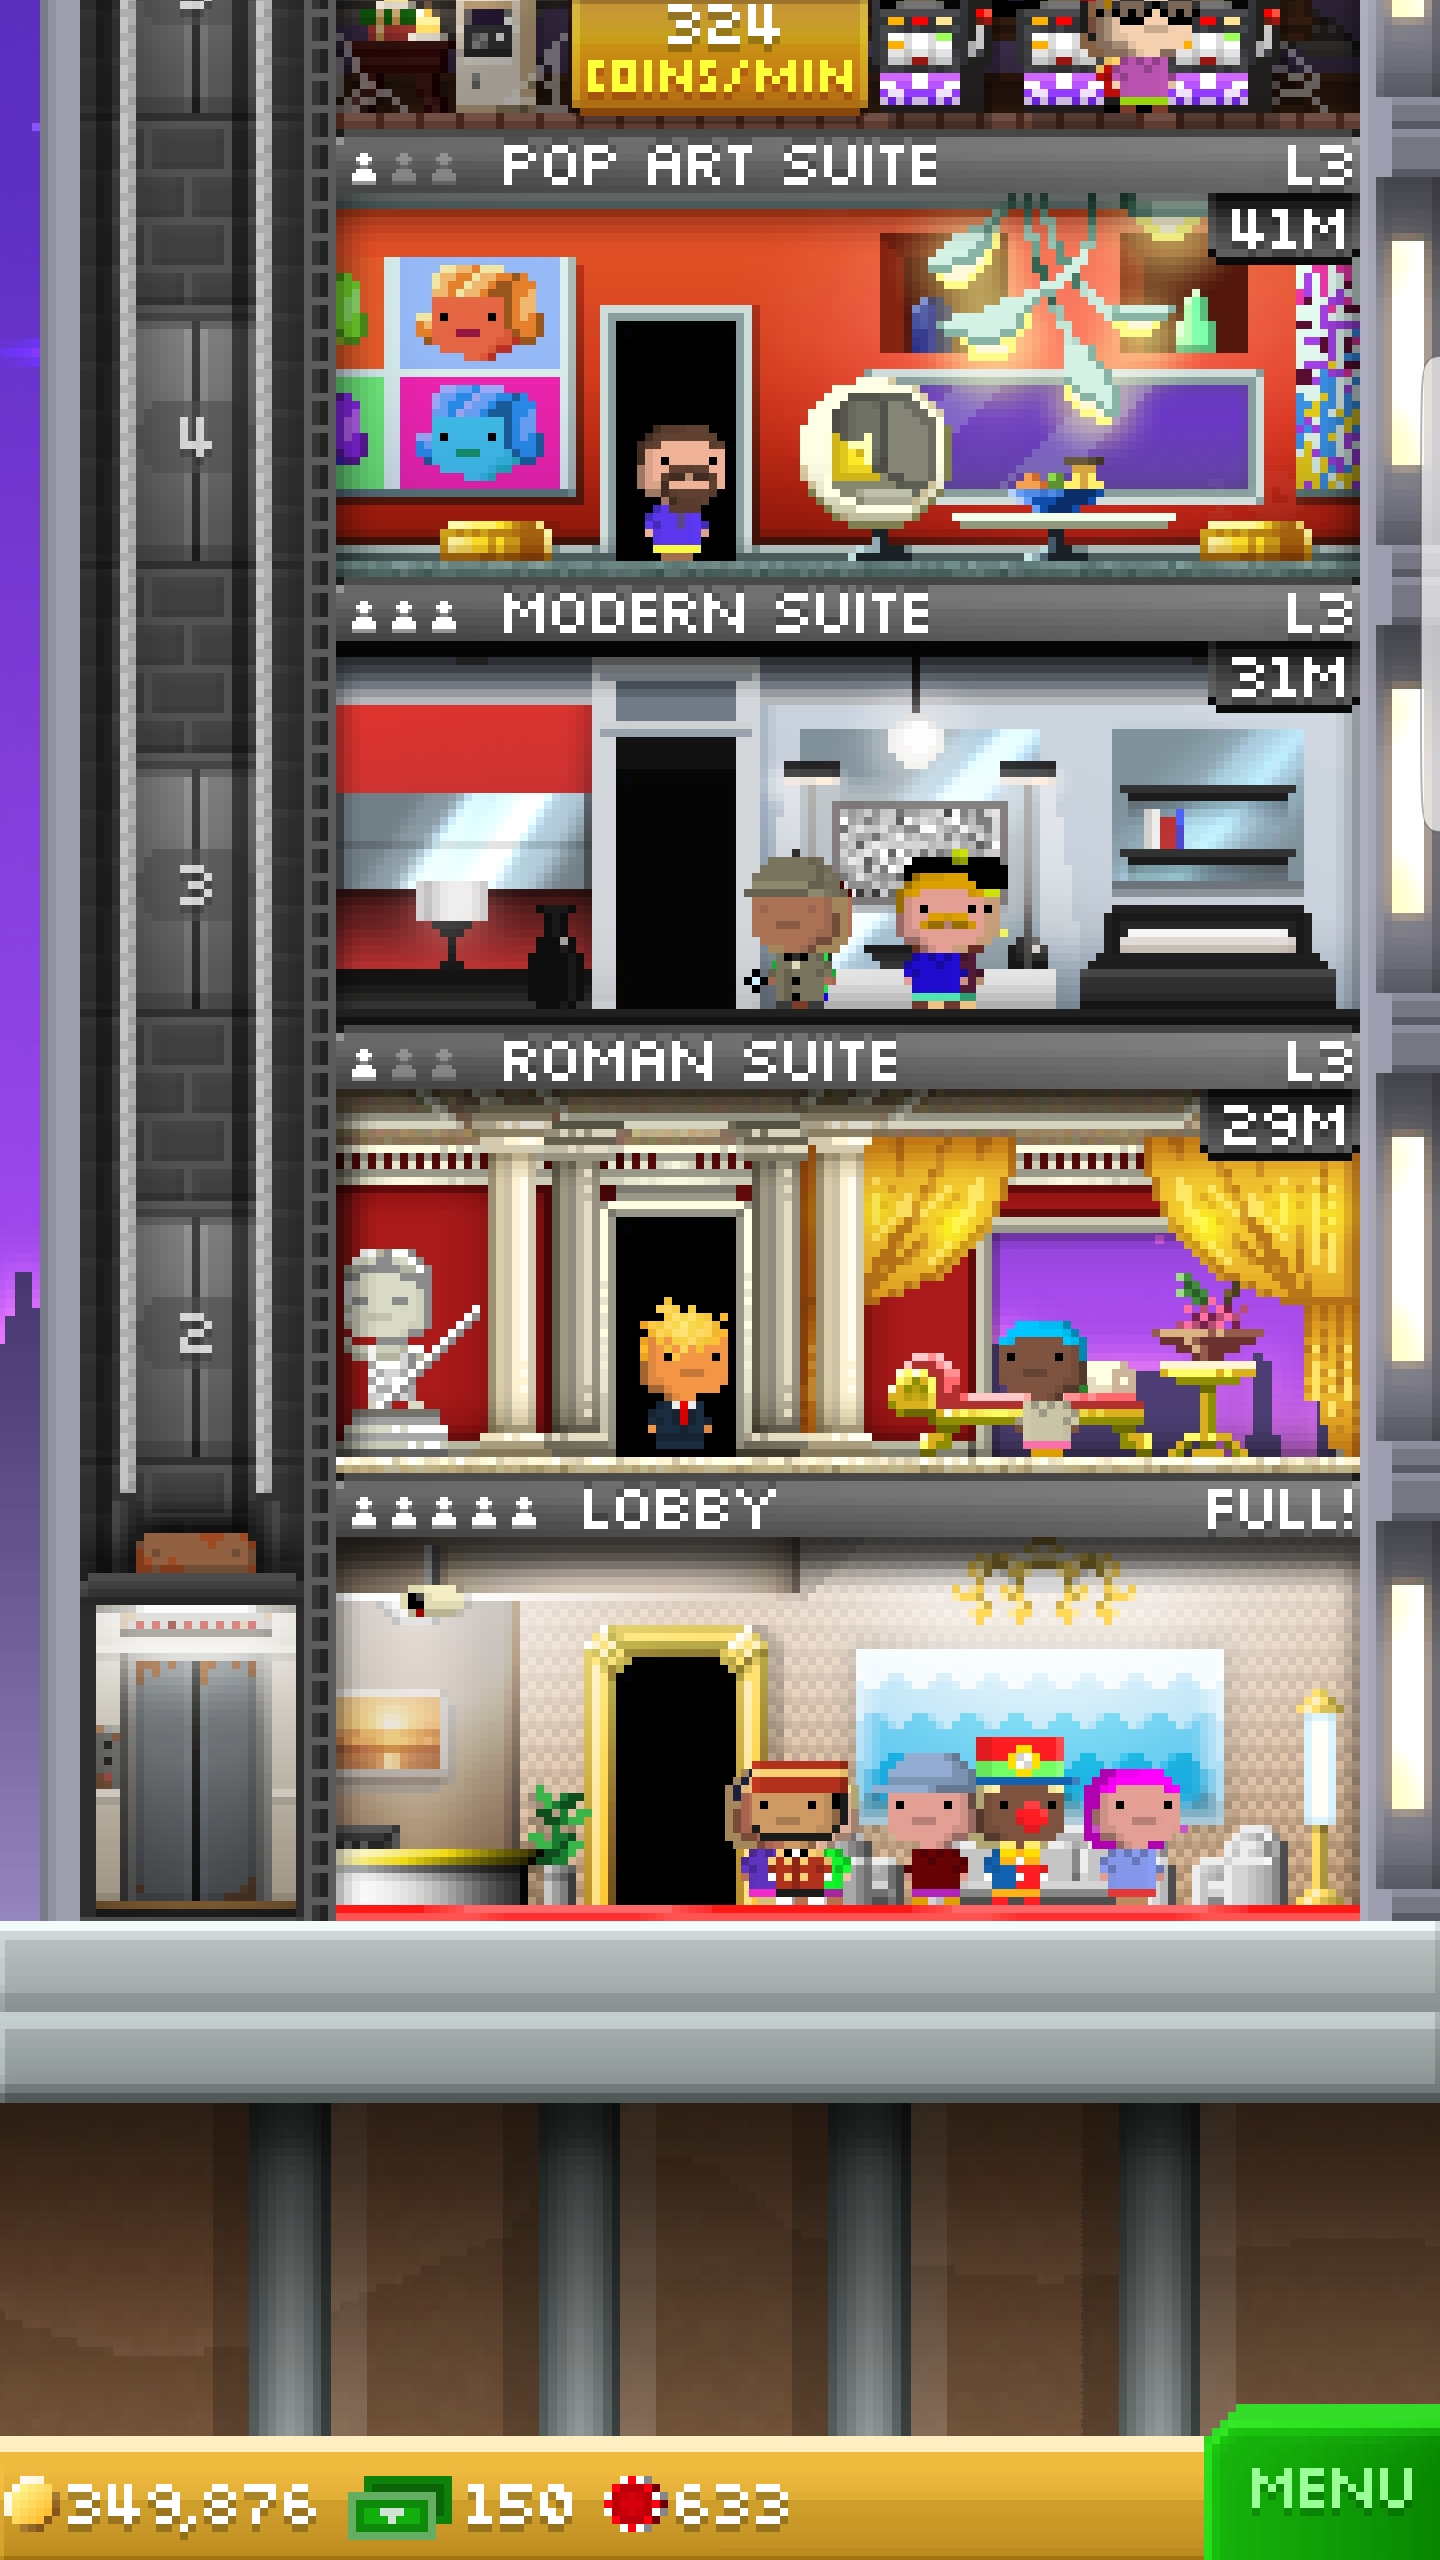 324
COINS/MIN
POP ART SUITE L3
41M
4
MODERN SUITE L3
31M
3
ROMAN SUITE L3
29M
2
LOBBY FULL!
349,876 150 633
MENU